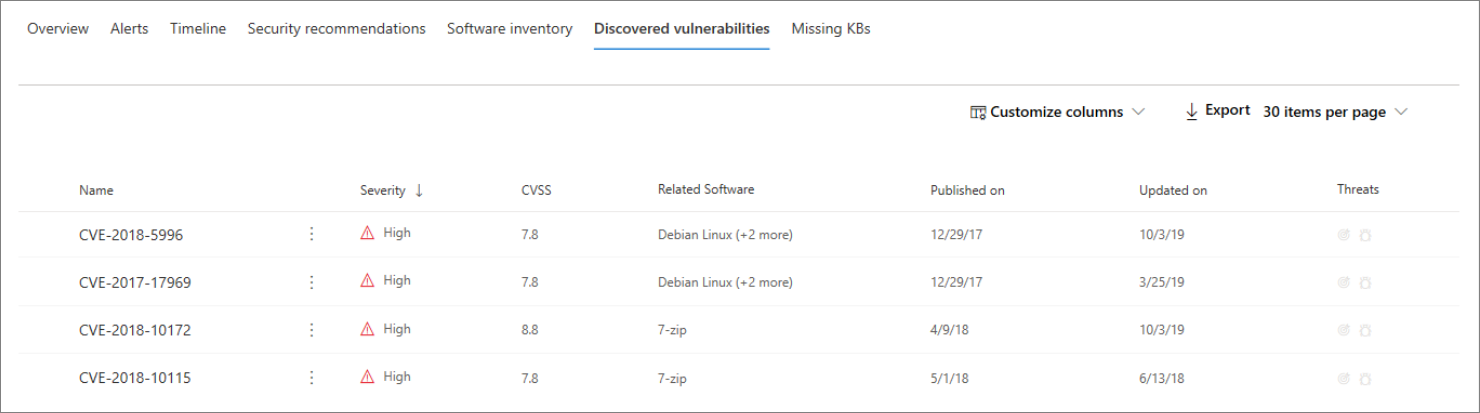 Overview Alerts Timeline Security recommendations Software inventory Discovered vulnerabilities Missing KBs
Customize columns Export 30 items per page
Name Severity ↓ CVSS Related Software Published on Updated on Threats
CVE-2018-5996 High 7.8 Debian Linux (+2 more) 12/29/17 10/3/19
CVE-2017-17969 High 7.8 Debian Linux (+2 more) 12/29/17 3/25/19
CVE-2018-10172 High 8.8 7-zip 4/9/18 10/3/19
CVE-2018-10115 High 7.8 7-zip 5/1/18 6/13/18